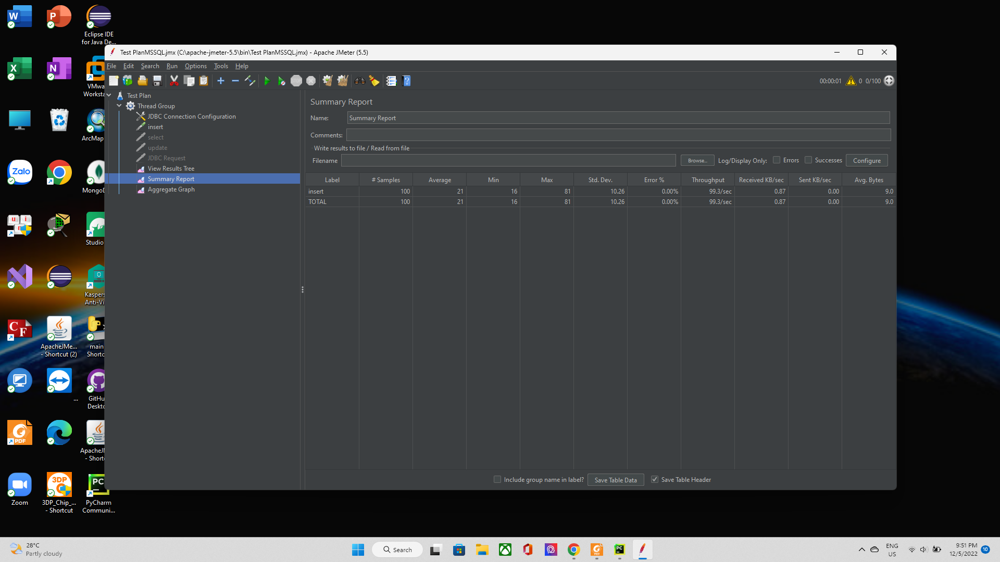 Eclipse IDE
for Java De...
Test PlanMSSQL.jmx (C:\apache-jmeter-5.5\bin\Test PlanMSSQL.jmx) - Apache JMeter (5.5)
File Edit Search Run Options Tools Help
00:00:01 0 0/100
VMwa
Workst
ArcMap
Zalo
MongoD
Studio
Kaspers
Anti-Vi
ApacheJMe...
- Shortcut (2)
main
Shortc
...
GitHu
Deskto
PDF
ApacheJ
- Short
Zoom
3DP
3DP_Chip_...
- Shortcut
PC
PyCharm
Communi...
Test Plan
Thread Group
JDBC Connection Configuration
insert
select
update
JDBC Request
View Results Tree
Summary Report
Aggregate Graph
Summary Report
Name: Summary Report
Comments:
Write results to file / Read from file
Filename Browse... Log/Display Only: Errors Successes Configure
Label # Samples Average Min Max Std. Dev. Error % Throughput Received KB/sec Sent KB/sec Avg. Bytes
insert 100 21 16 81 10.26 0.00% 99.3/sec 0.87 0.00 9.0
TOTAL 100 21 16 81 10.26 0.00% 99.3/sec 0.87 0.00 9.0
Include group name in label? Save Table Data Save Table Header
28°C
Partly cloudy
Search
ENG
US
9:51 PM
12/5/2022
10